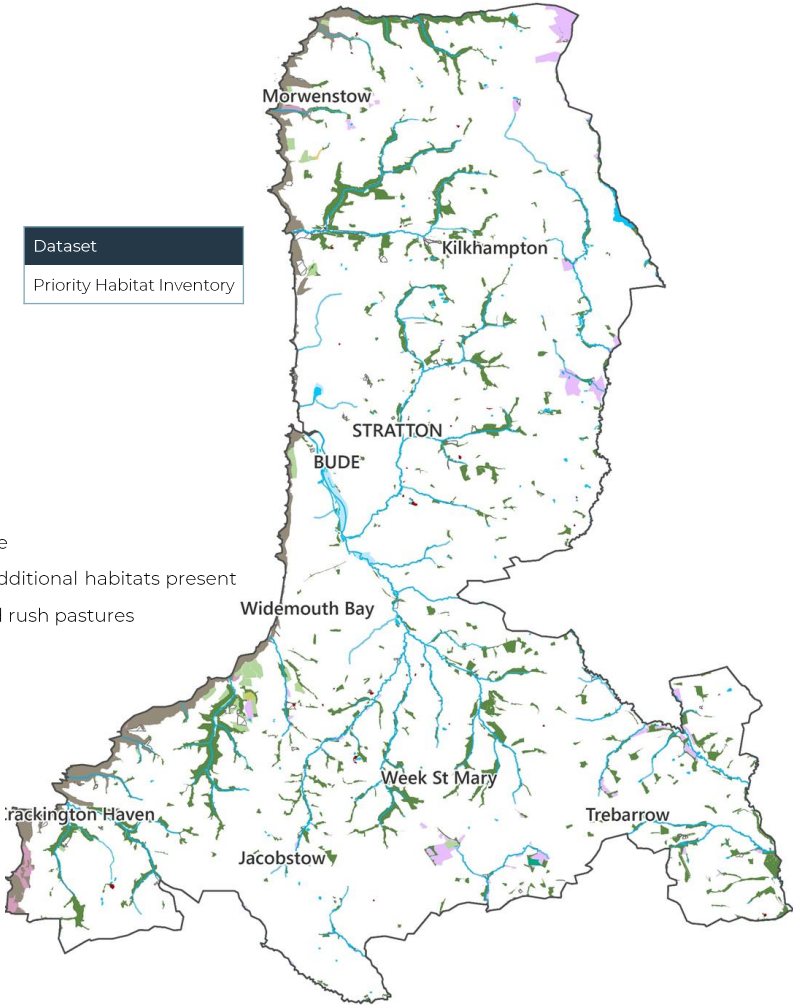 Morwenstow
Dataset
Kilkhampton
Priority Habitat Inventory
STRATTON
BUDE
e
dditional habitats present
Widemouth Bay
rush pastures
Week St Mary
rackington Haven
Trebarrow
Jacobstow